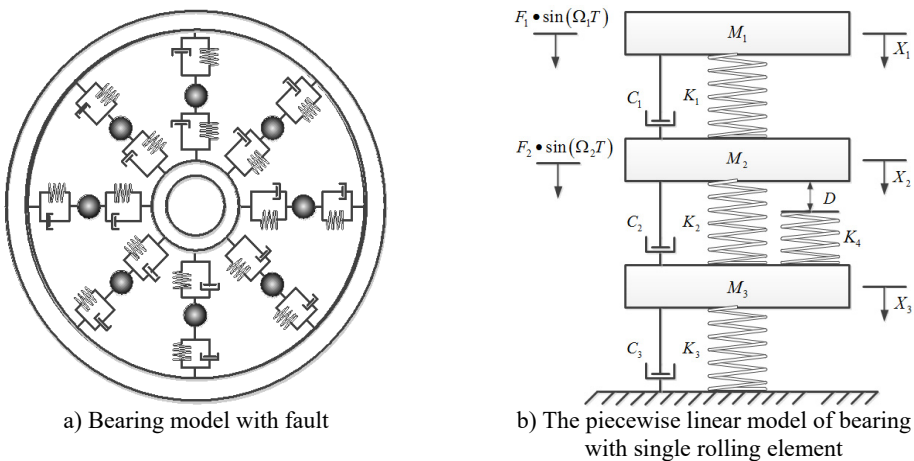 F₁ • sin(Ω₁T)
M₁
X₁
C₁
K₁
F₂ • sin(Ω₂T)
M₂
X₂
D
C₂
K₂
K₄
M₃
X₃
C₃
K₃
a) Bearing model with fault
b) The piecewise linear model of bearing
with single rolling element